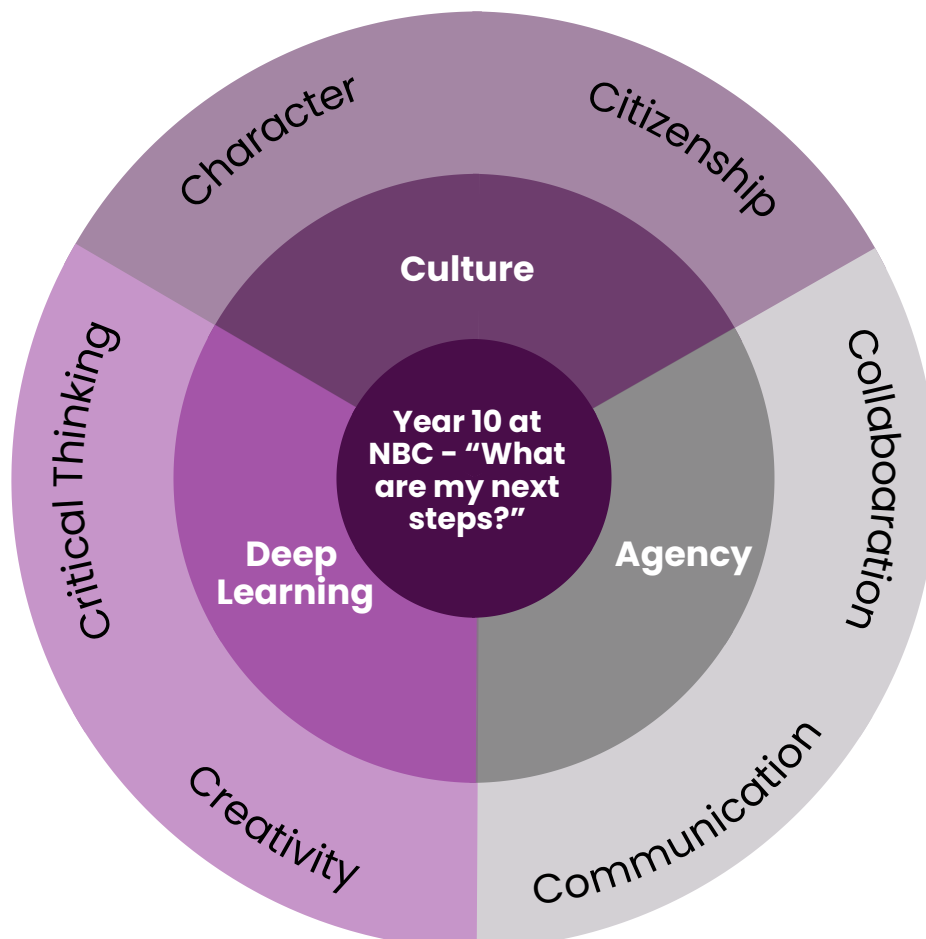 Character
Citizenship
Culture
Year 10 at
NBC - “What
are my next
steps?”
Critical Thinking
Collaboaration
Deep
Learning
Agency
Creativity
Communication